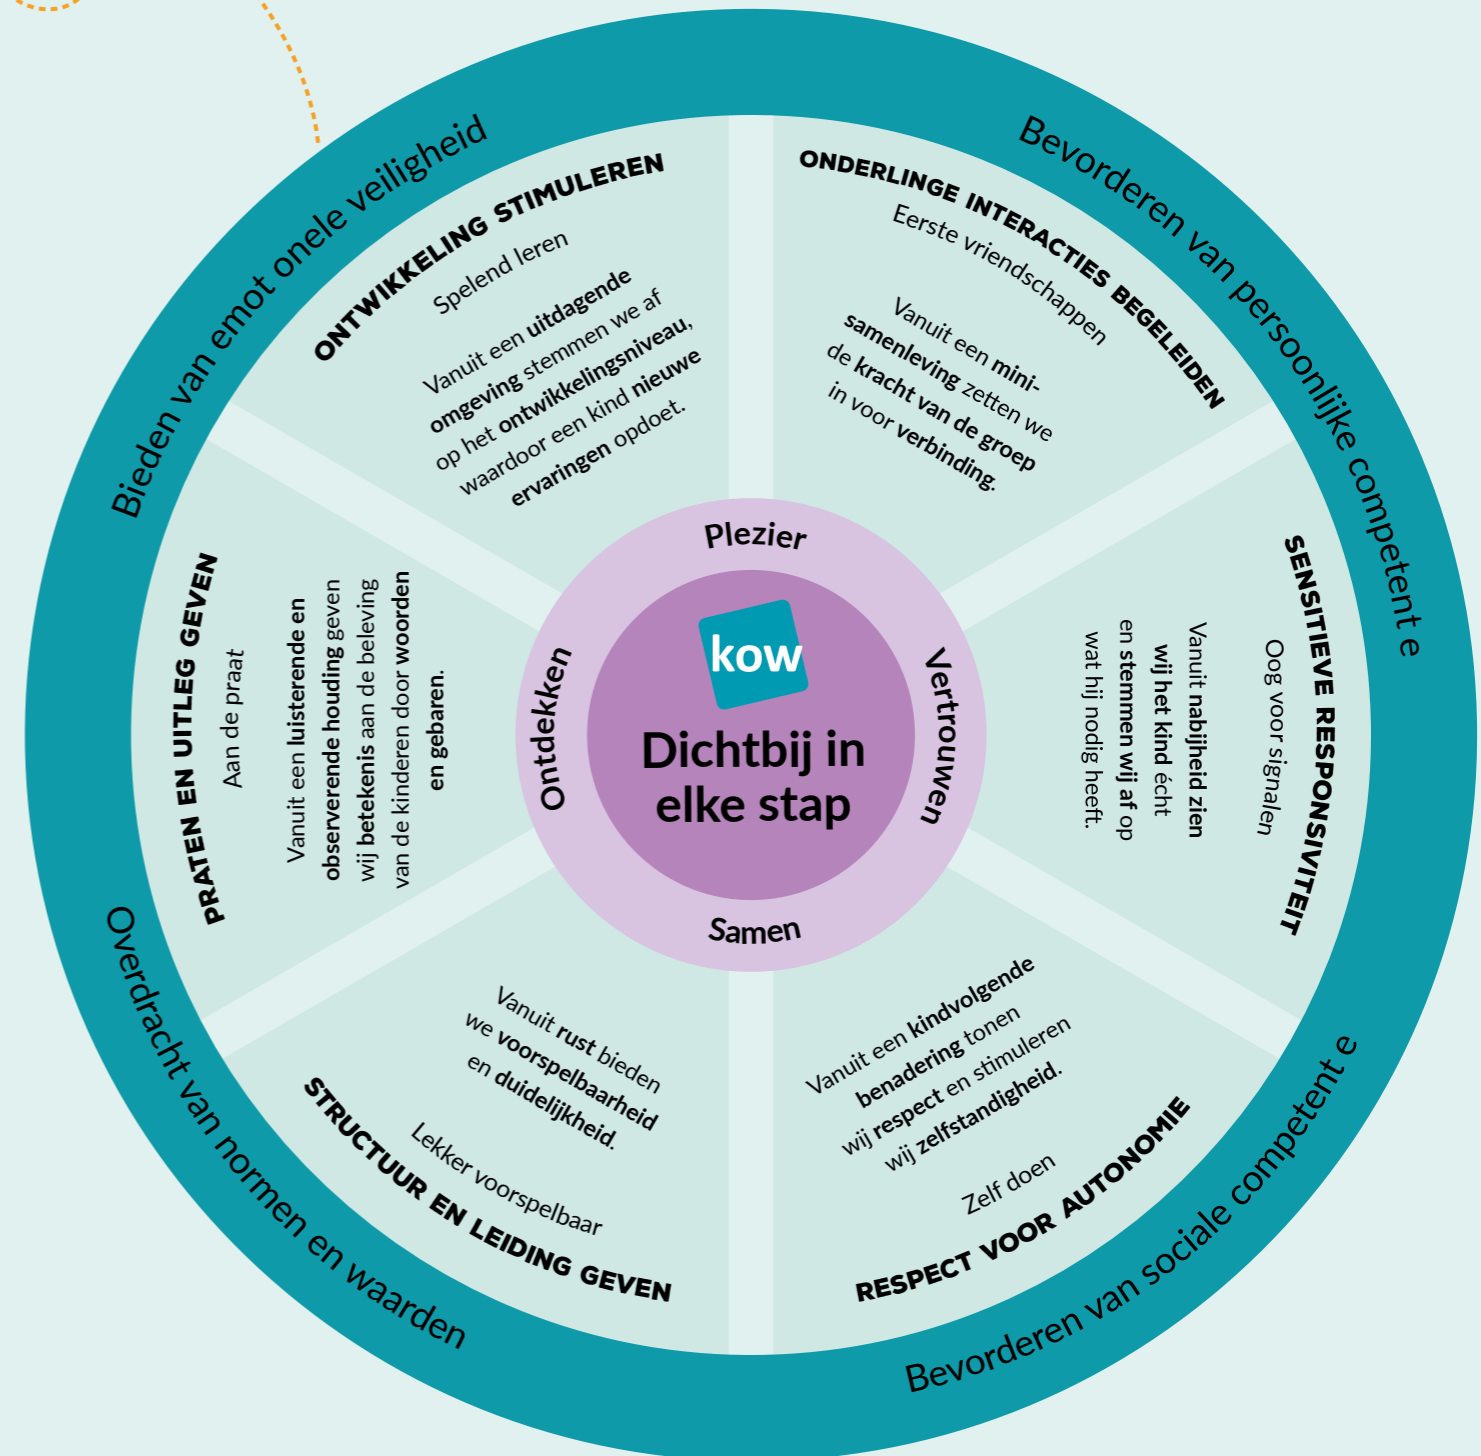 Bieden van emot onele veiligheid
Bevorderen van persoonlijke competent e
Bevorderen van sociale competent e
Overdracht van normen en waarden
ONTWIKKELING STIMULEREN
Spelend leren
Vanuit een uitdagende
omgeving stemmen we af
op het ontwikkelingsniveau,
waardoor een kind nieuwe
ervaringen opdoet.
ONDERLINGE INTERACTIES BEGELEIDEN
Eerste vriendschappen
Vanuit een mini-
samenleving zetten we
de kracht van de groep
in voor verbinding.
SENSITIEVE RESPONSIVITEIT
Oog voor signalen
Vanuit nabijheid zien
wij het kind écht
en stemmen wij af op
wat hij nodig heeft.
Vanuit een kindvolgende
benadering tonen
wij respect en stimuleren
wij zelfstandigheid.
Zelf doen
RESPECT VOOR AUTONOMIE
Vanuit rust bieden
we voorspelbaarheid
en duidelijkheid.
Lekker voorspelbaar
STRUCTUUR EN LEIDING GEVEN
PRATEN EN UITLEG GEVEN
Aan de praat
Vanuit een luisterende en
observerende houding geven
wij betekenis aan de beleving
van de kinderen door woorden
en gebaren.
Plezier
Vertrouwen
Samen
Ontdekken
kow
Dichtbij in
elke stap